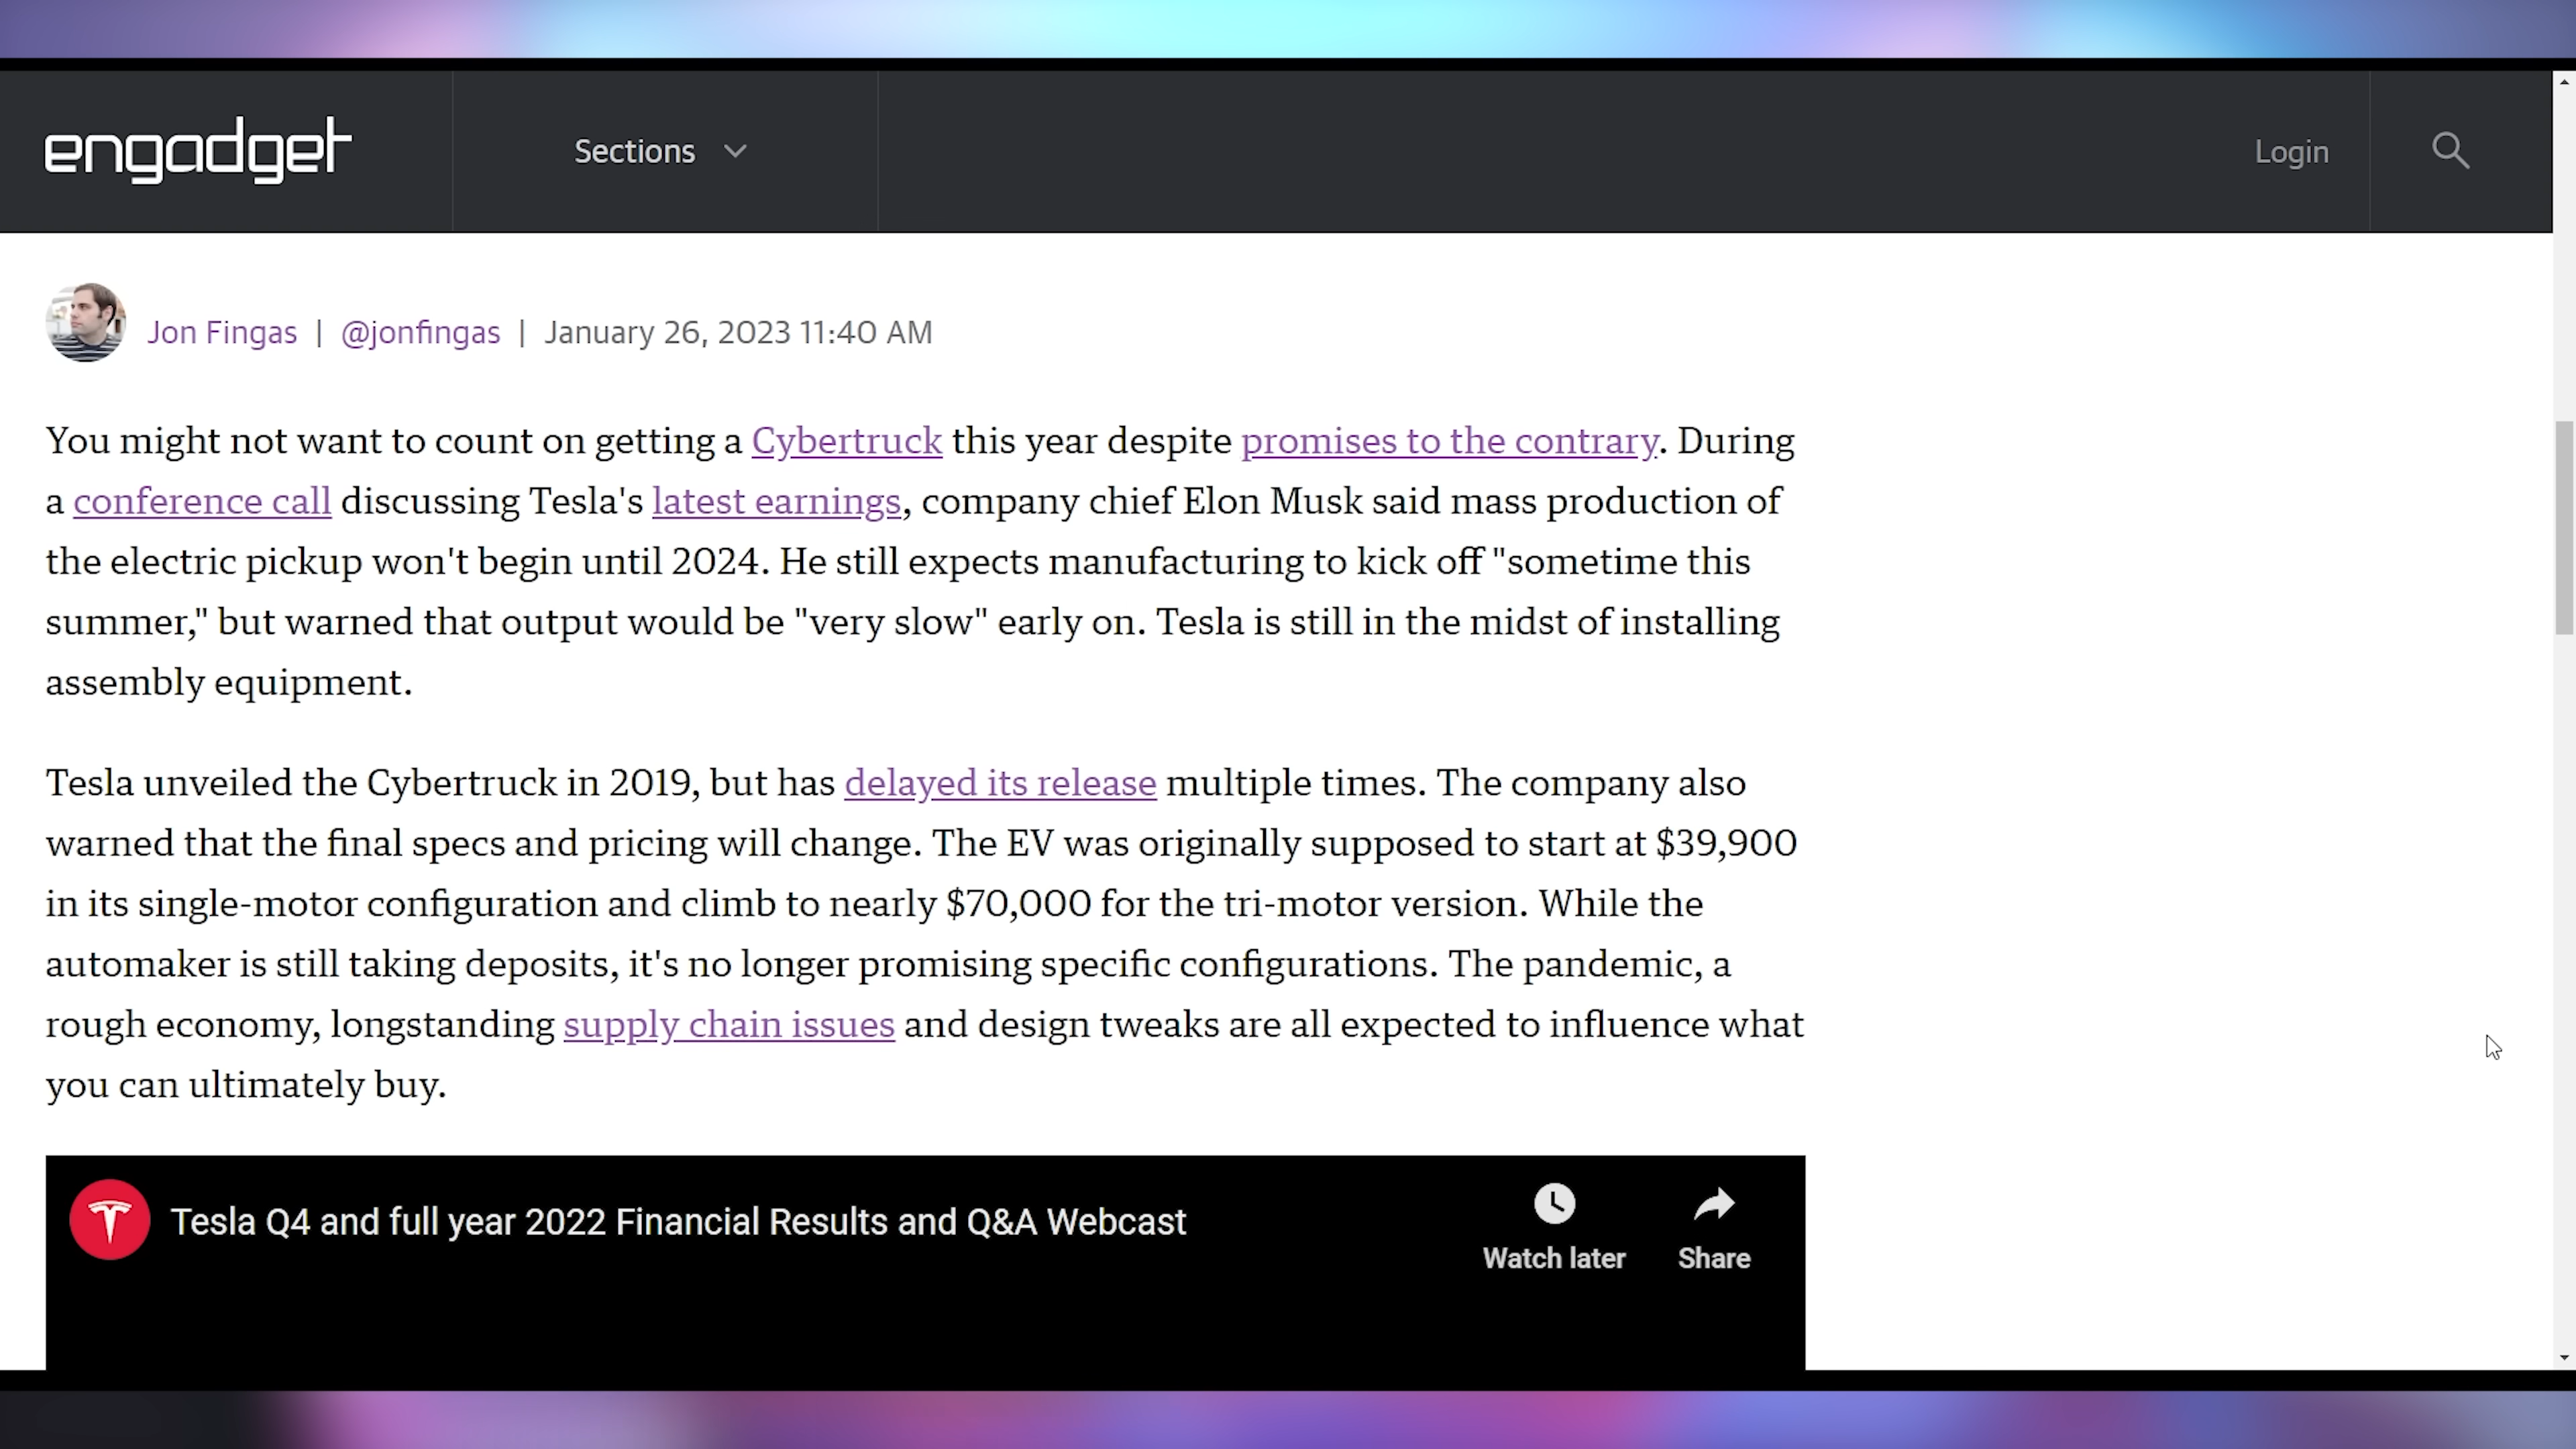 engadget
Sections
Login
Jon Fingas | @jonfingas | January 26, 2023 11:40 AM
You might not want to count on getting a Cybertruck this year despite promises to the contrary. During
a conference call discussing Tesla's latest earnings, company chief Elon Musk said mass production of
the electric pickup won't begin until 2024. He still expects manufacturing to kick off "sometime this
summer," but warned that output would be "very slow" early on. Tesla is still in the midst of installing
assembly equipment.
Tesla unveiled the Cybertruck in 2019, but has delayed its release multiple times. The company also
warned that the final specs and pricing will change. The EV was originally supposed to start at $39,900
in its single-motor configuration and climb to nearly $70,000 for the tri-motor version. While the
automaker is still taking deposits, it's no longer promising specific configurations. The pandemic, a
rough economy, longstanding supply chain issues and design tweaks are all expected to influence what
you can ultimately buy.
Tesla Q4 and full year 2022 Financial Results and Q&A Webcast
Watch later
Share